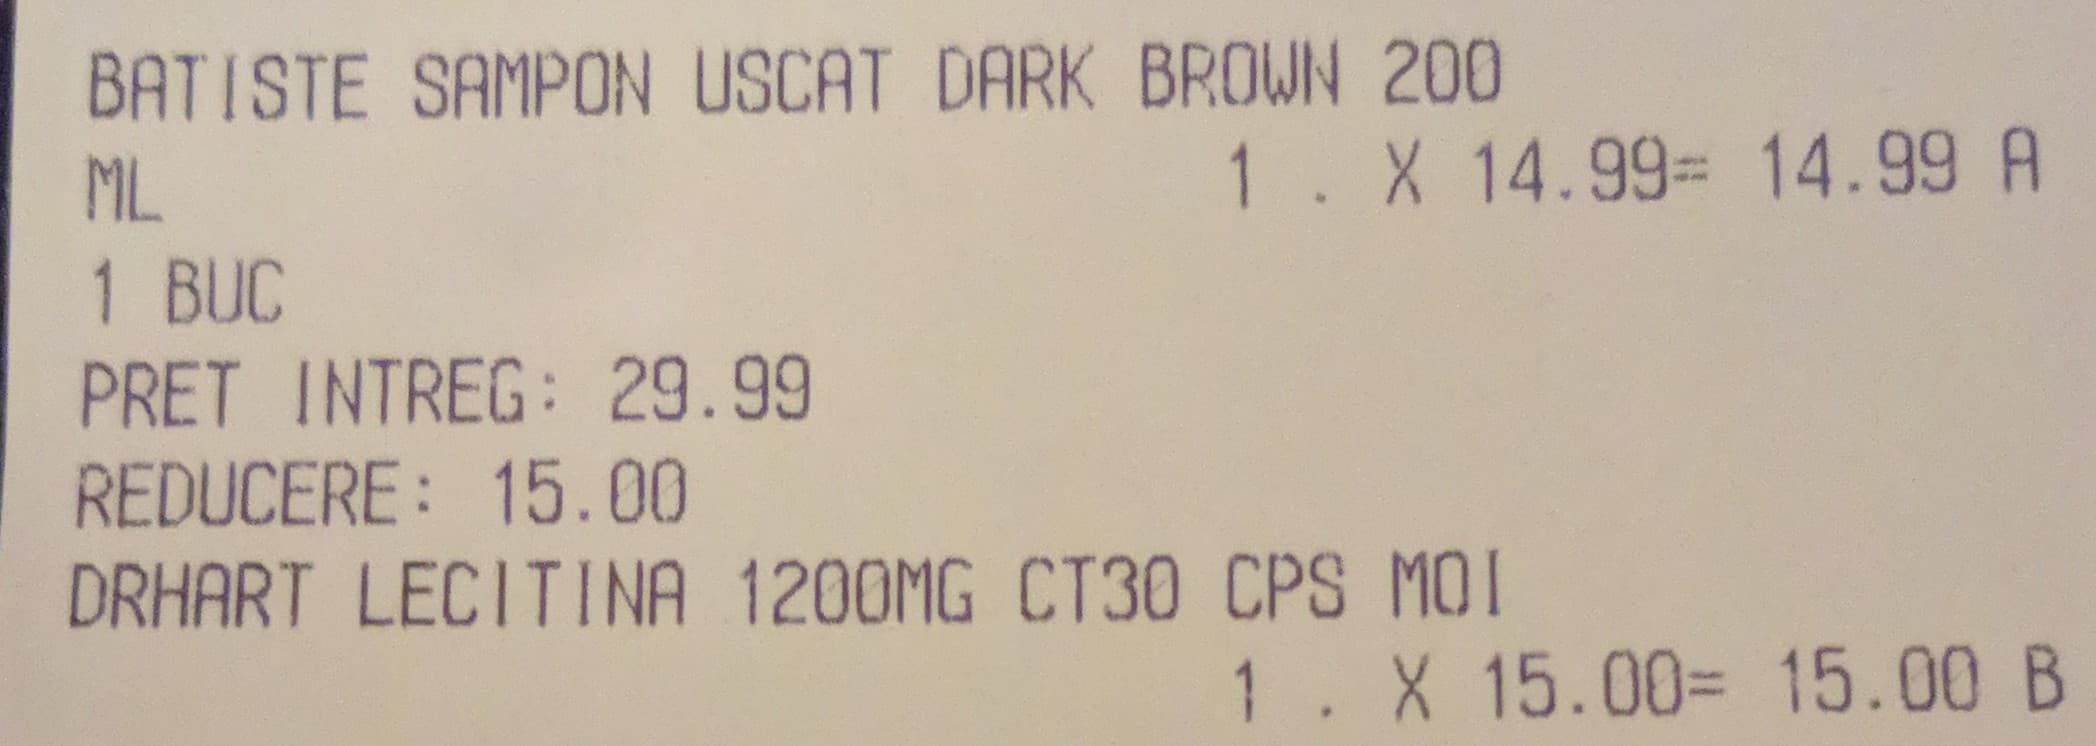 BATISTE SAMPON USCAT DARK BROWN 200
ML 1 . X 14.99= 14.99 A
1 BUC
PRET INTREG: 29.99
REDUCERE: 15.00
DRHART LECITINA 1200MG CT30 CPS MOI
1 . X 15.00= 15.00 B